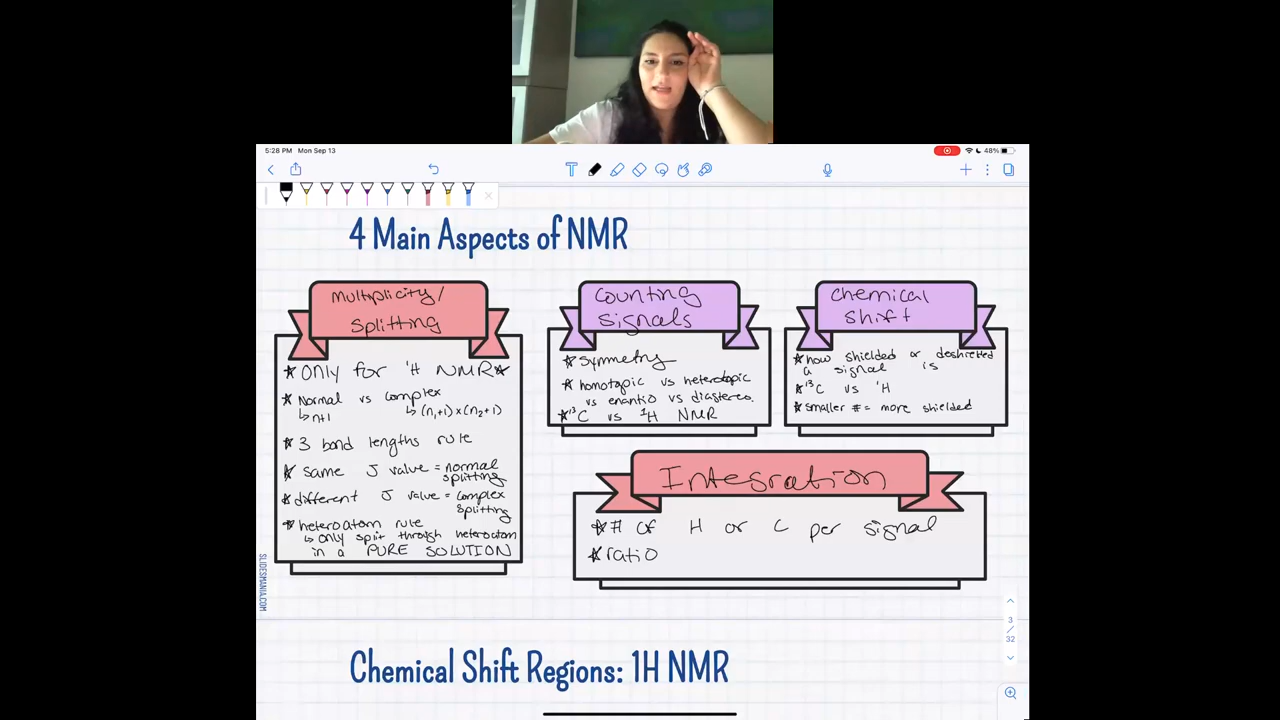 5:28 PM Mon Sep 13
48%
4 Main Aspects of NMR
Multiplicity/
Splitting
★ Only for ¹H NMR ★
★ Normal vs complex
↳ n+1 ↳ (n₁+1)×(n₂+1)
★ 3 bond lengths rule
★ same J value = normal
splitting
★ different J value = complex
splitting
★ heteroatom rule
↳ only split through heteroatom
in a PURE SOLUTION
Counting
Signals
★ symmetry
★ homotopic vs heterotopic
vs enantio vs diastereo.
★ ¹³C vs ¹H NMR
Chemical
Shift
★ how shielded or deshielded
a signal is
★ ¹³C vs ¹H
★ smaller # = more shielded
Integration
★ # of H or C per signal
★ ratio
SLIDESMANIA.COM
3
/
32
Chemical Shift Regions: 1H NMR